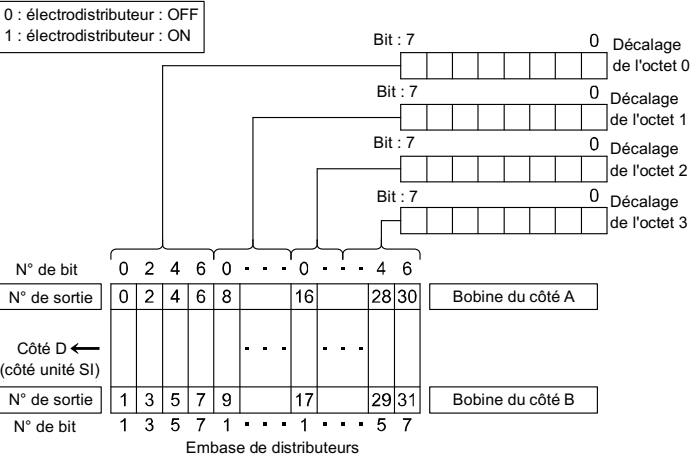 0 : électrodistributeur : OFF
1 : électrodistributeur : ON
Bit : 7 0 Décalage de l'octet 0
Bit : 7 0 Décalage de l'octet 1
Bit : 7 0 Décalage de l'octet 2
Bit : 7 0 Décalage de l'octet 3
N° de bit 0 2 4 6 0 · · · 0 · · · 4 6
N° de sortie 0 2 4 6 8 16 28 30 Bobine du côté A
Côté D ← · · · · · ·
(côté unité SI)
N° de sortie 1 3 5 7 9 17 29 31 Bobine du côté B
N° de bit 1 3 5 7 1 · · · 1 · · · 5 7
Embase de distributeurs